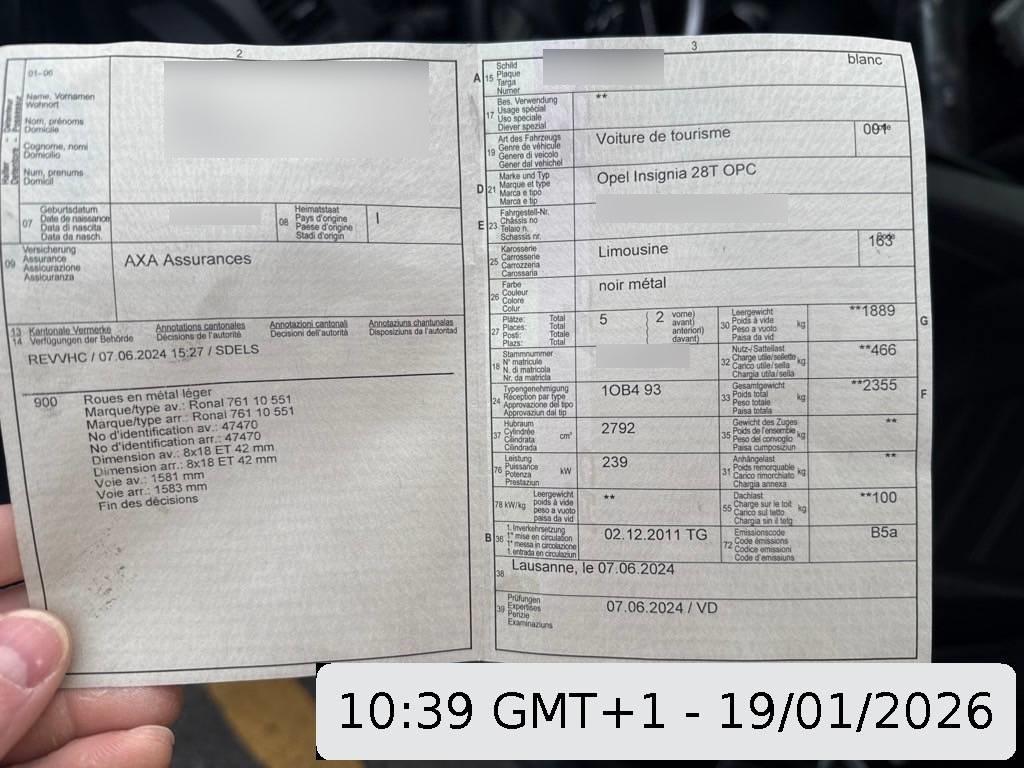 2
01-06
Name, Vornamen
Wohnort
Nom, prénoms
Domicile
Cognome, nomi
Domicilio
Num, prenums
Domicil
07
Geburtsdatum
Date de naissance
Data di nascita
Data da nasch.
08
Heimatstaat
Pays d'origine
Paese d'origine
Stadi d'origin
I
09
Versicherung
Assurance
Assicurazione
Assicuranza
AXA Assurances
13
14
Kantonale Vermerke
Verfügungen der Behörde
Annotations cantonales
Décisions de l'autorité
Annotazioni cantonali
Decisioni dell'autorità
Annotaziuns chantunalas
Disposiziuns da l'autoritad
REVVHC / 07.06.2024 15:27 / SDELS
900 Roues en métal léger
Marque/type av.: Ronal 761 10 551
Marque/type arr.: Ronal 761 10 551
No d'identification av.: 47470
No d'identification arr.: 47470
Dimension av.: 8x18 ET 42 mm
Dimension arr.: 8x18 ET 42 mm
Voie av.: 1581 mm
Voie arr.: 1583 mm
Fin des décisions
3
A 15
Schild
Plaque
Targa
Numer
blanc
17
Bes. Verwendung
Usage spécial
Uso speciale
Diever spezial
**
19
Art des Fahrzeugs
Genre de véhicule
Genere di veicolo
Gener dal vehichel
Voiture de tourisme
001
D 21
Marke und Typ
Marque et type
Marca e tipo
Marca e tip
Opel Insignia 28T OPC
E 23
Fahrgestell-Nr.
Châssis no
Telaio n.
Schassis nr.
25
Karosserie
Carrosserie
Carrozzeria
Carossaria
Limousine
Code
163
26
Farbe
Couleur
Colore
Colur
noir métal
27
Plätze: Total
Places: Total
Posti: Totale
Plazs: Total
5
2
vorne)
avant)
anteriori)
davant)
30
Leergewicht
Poids à vide
Peso a vuoto
Paisa da vid
kg
**1889
G
18
Stammnummer
N° matricule
N. di matricola
Nr. da matricla
32
Nutz-/Sattellast
Charge utile/sellette
Carico utile/sella
Chargia utila/sella
kg
**466
24
Typengenehmigung
Réception par type
Approvazione del tipo
Approvaziun dal tip
1OB4 93
33
Gesamtgewicht
Poids total
Peso totale
Paisa totala
kg
**2355
F
37
Hubraum
Cylindrée
Cilindrata
Cilindrada
cm³
2792
35
Gewicht des Zuges
Poids de l'ensemble
Peso del convoglio
Paisa cumposiziun
kg
**
76
Leistung
Puissance
Potenza
Prestaziun
kW
239
31
Anhängelast
Poids remorquable
Carico rimorchiato
Chargia annexa
kg
**
78 kW/kg
Leergewicht
poids à vide
peso a vuoto
paisa da vid
**
55
Dachlast
Charge sur le toit
Carico sul tetto
Chargia sin il tetg
kg
**100
B 36
1. Inverkehrsetzung
1re mise en circulation
1a messa in circolazione
1. entrada en circulaziun
02.12.2011 TG
72
Emissionscode
Code émissions
Codice emissioni
Code d'emissiuns
B5a
38
Lausanne, le 07.06.2024
39
Prüfungen
Expertises
Perizie
Examinaziuns
07.06.2024 / VD
10:39 GMT+1 - 19/01/2026